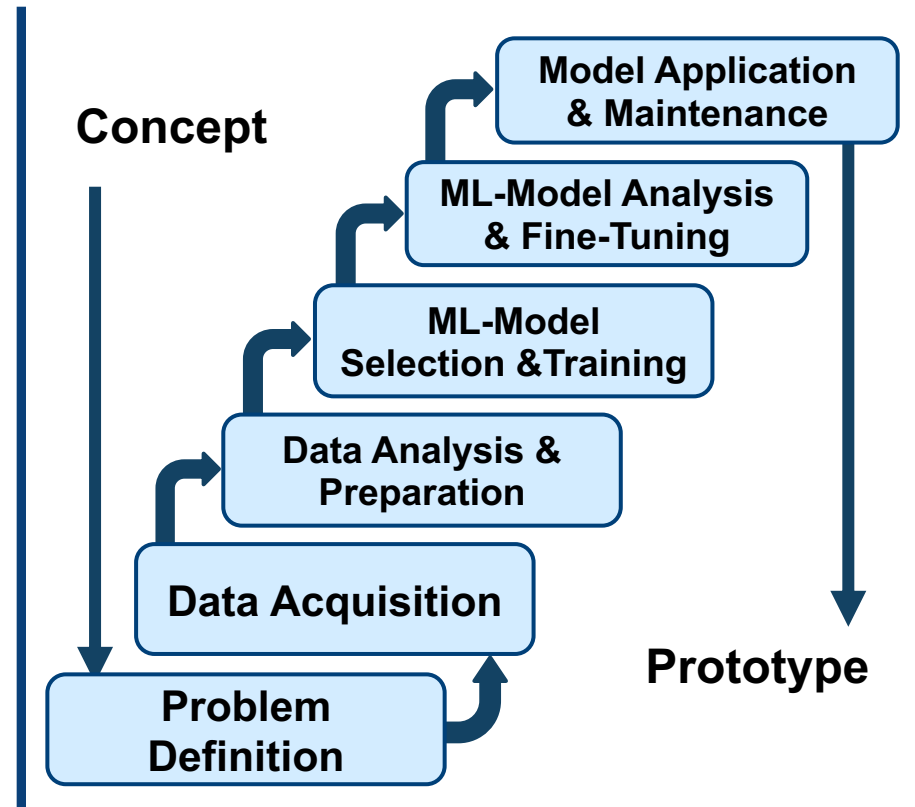 Model Application
& Maintenance
Concept
ML-Model Analysis
& Fine-Tuning
ML-Model
Selection &Training
Data Analysis &
Preparation
Data Acquisition
Prototype
Problem
Definition